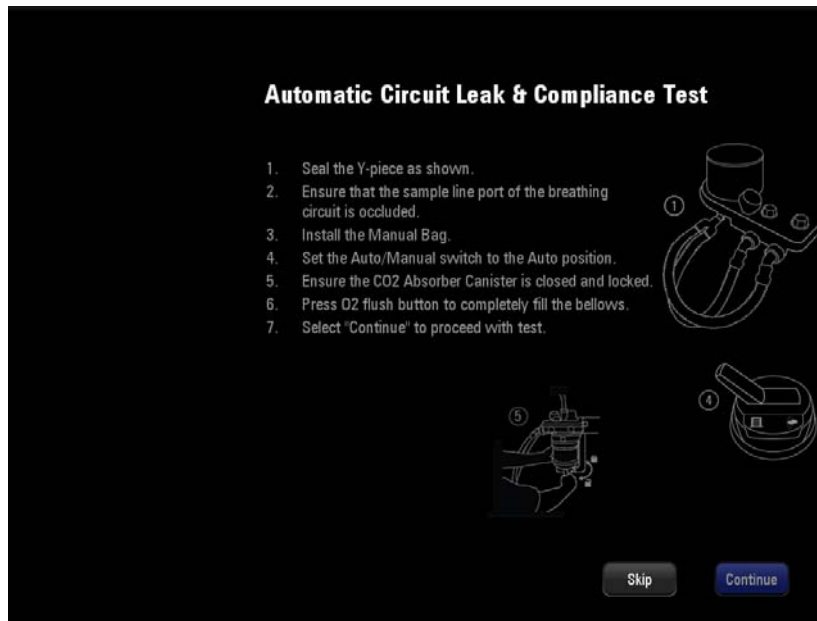 Automatic Circuit Leak & Compliance Test
1. Seal the Y-piece as shown.
2. Ensure that the sample line port of the breathing
circuit is occluded.
3. Install the Manual Bag.
4. Set the Auto/Manual switch to the Auto position.
5. Ensure the CO2 Absorber Canister is closed and locked.
6. Press O2 flush button to completely fill the bellows.
7. Select "Continue" to proceed with test.
1
4
5
Skip
Continue